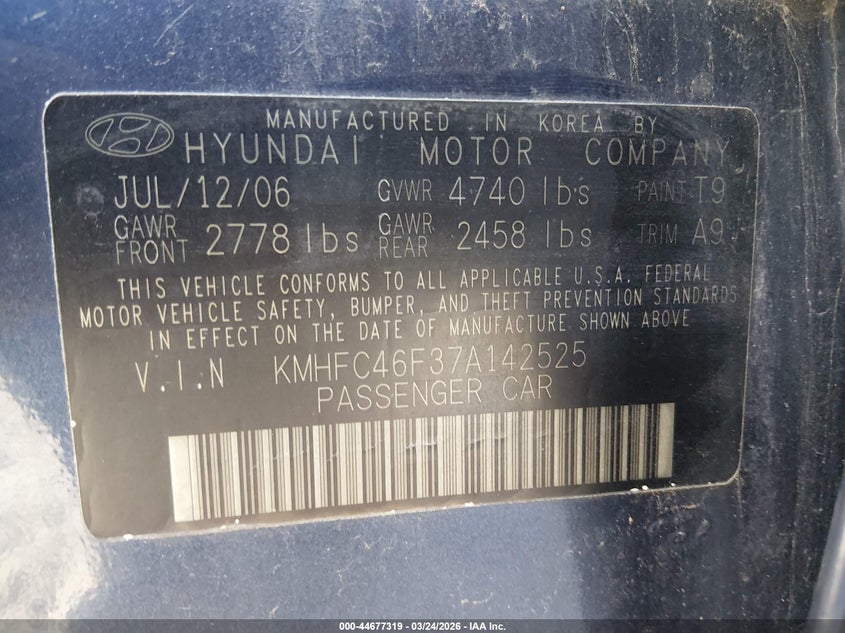 MANUFACTURED IN KOREA BY
HYUNDAI MOTOR COMPANY
JUL/12/06 GVWR 4740 lbs PAINT T9
GAWR FRONT 2778 lbs GAWR REAR 2458 lbs TRIM A9
THIS VEHICLE CONFORMS TO ALL APPLICABLE U.S.A. FEDERAL
MOTOR VEHICLE SAFETY, BUMPER, AND THEFT PREVENTION STANDARDS
IN EFFECT ON THE DATE OF MANUFACTURE SHOWN ABOVE
V.I.N KMHFC46F37A142525
PASSENGER CAR
000-44677319 - 03/24/2026 - IAA Inc.